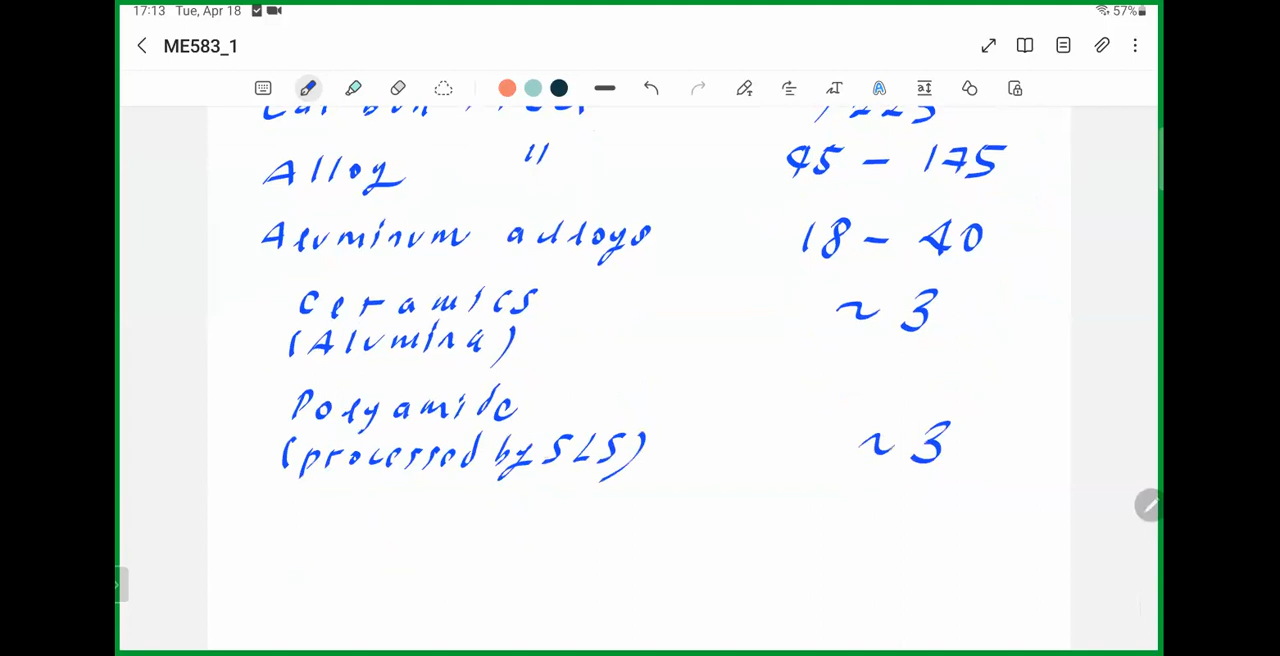 17:13 Tue, Apr 18
57%
ME583_1
Alloy " 45 - 175
Aluminum alloys 18 - 40
Ceramics ~ 3
(Alumina)
Polyamide
(processed by SLS) ~ 3